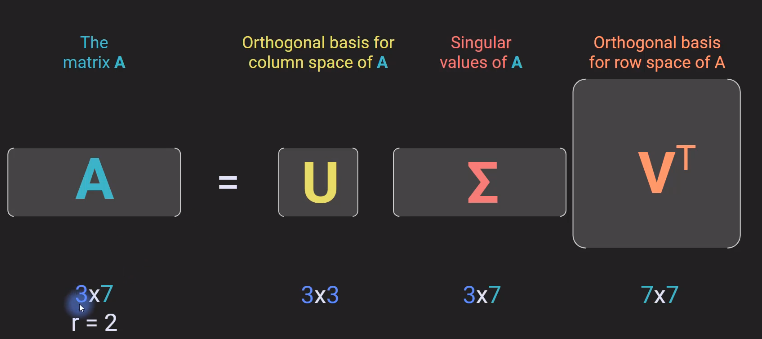 The
matrix A
Orthogonal basis for
column space of A
Singular
values of A
Orthogonal basis
for row space of A
A = U Σ Vᵀ
3x7 3x3 3x7 7x7
r = 2